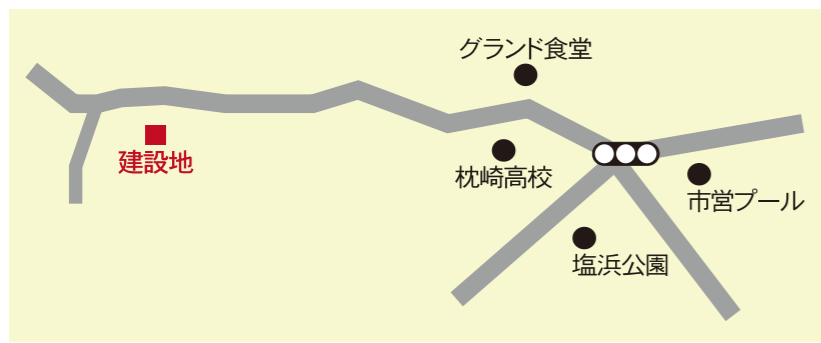 グランド食堂
建設地
枕崎高校
市営プール
塩浜公園